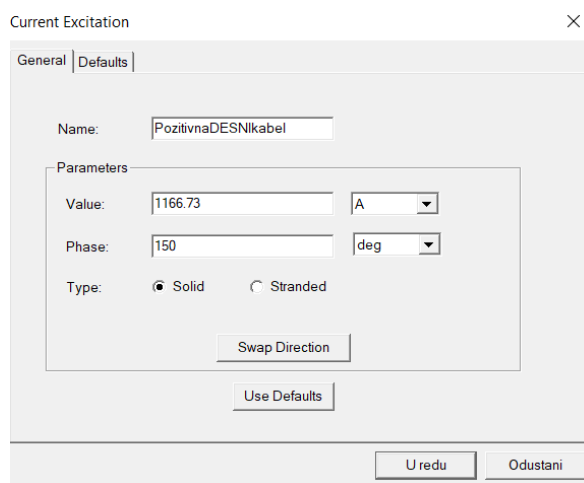 Current Excitation
General Defaults
Name: PozitivnaDESNIkabel
Parameters
Value: 1166.73 A
Phase: 150 deg
Type: Solid Stranded
Swap Direction
Use Defaults
U redu Odustani